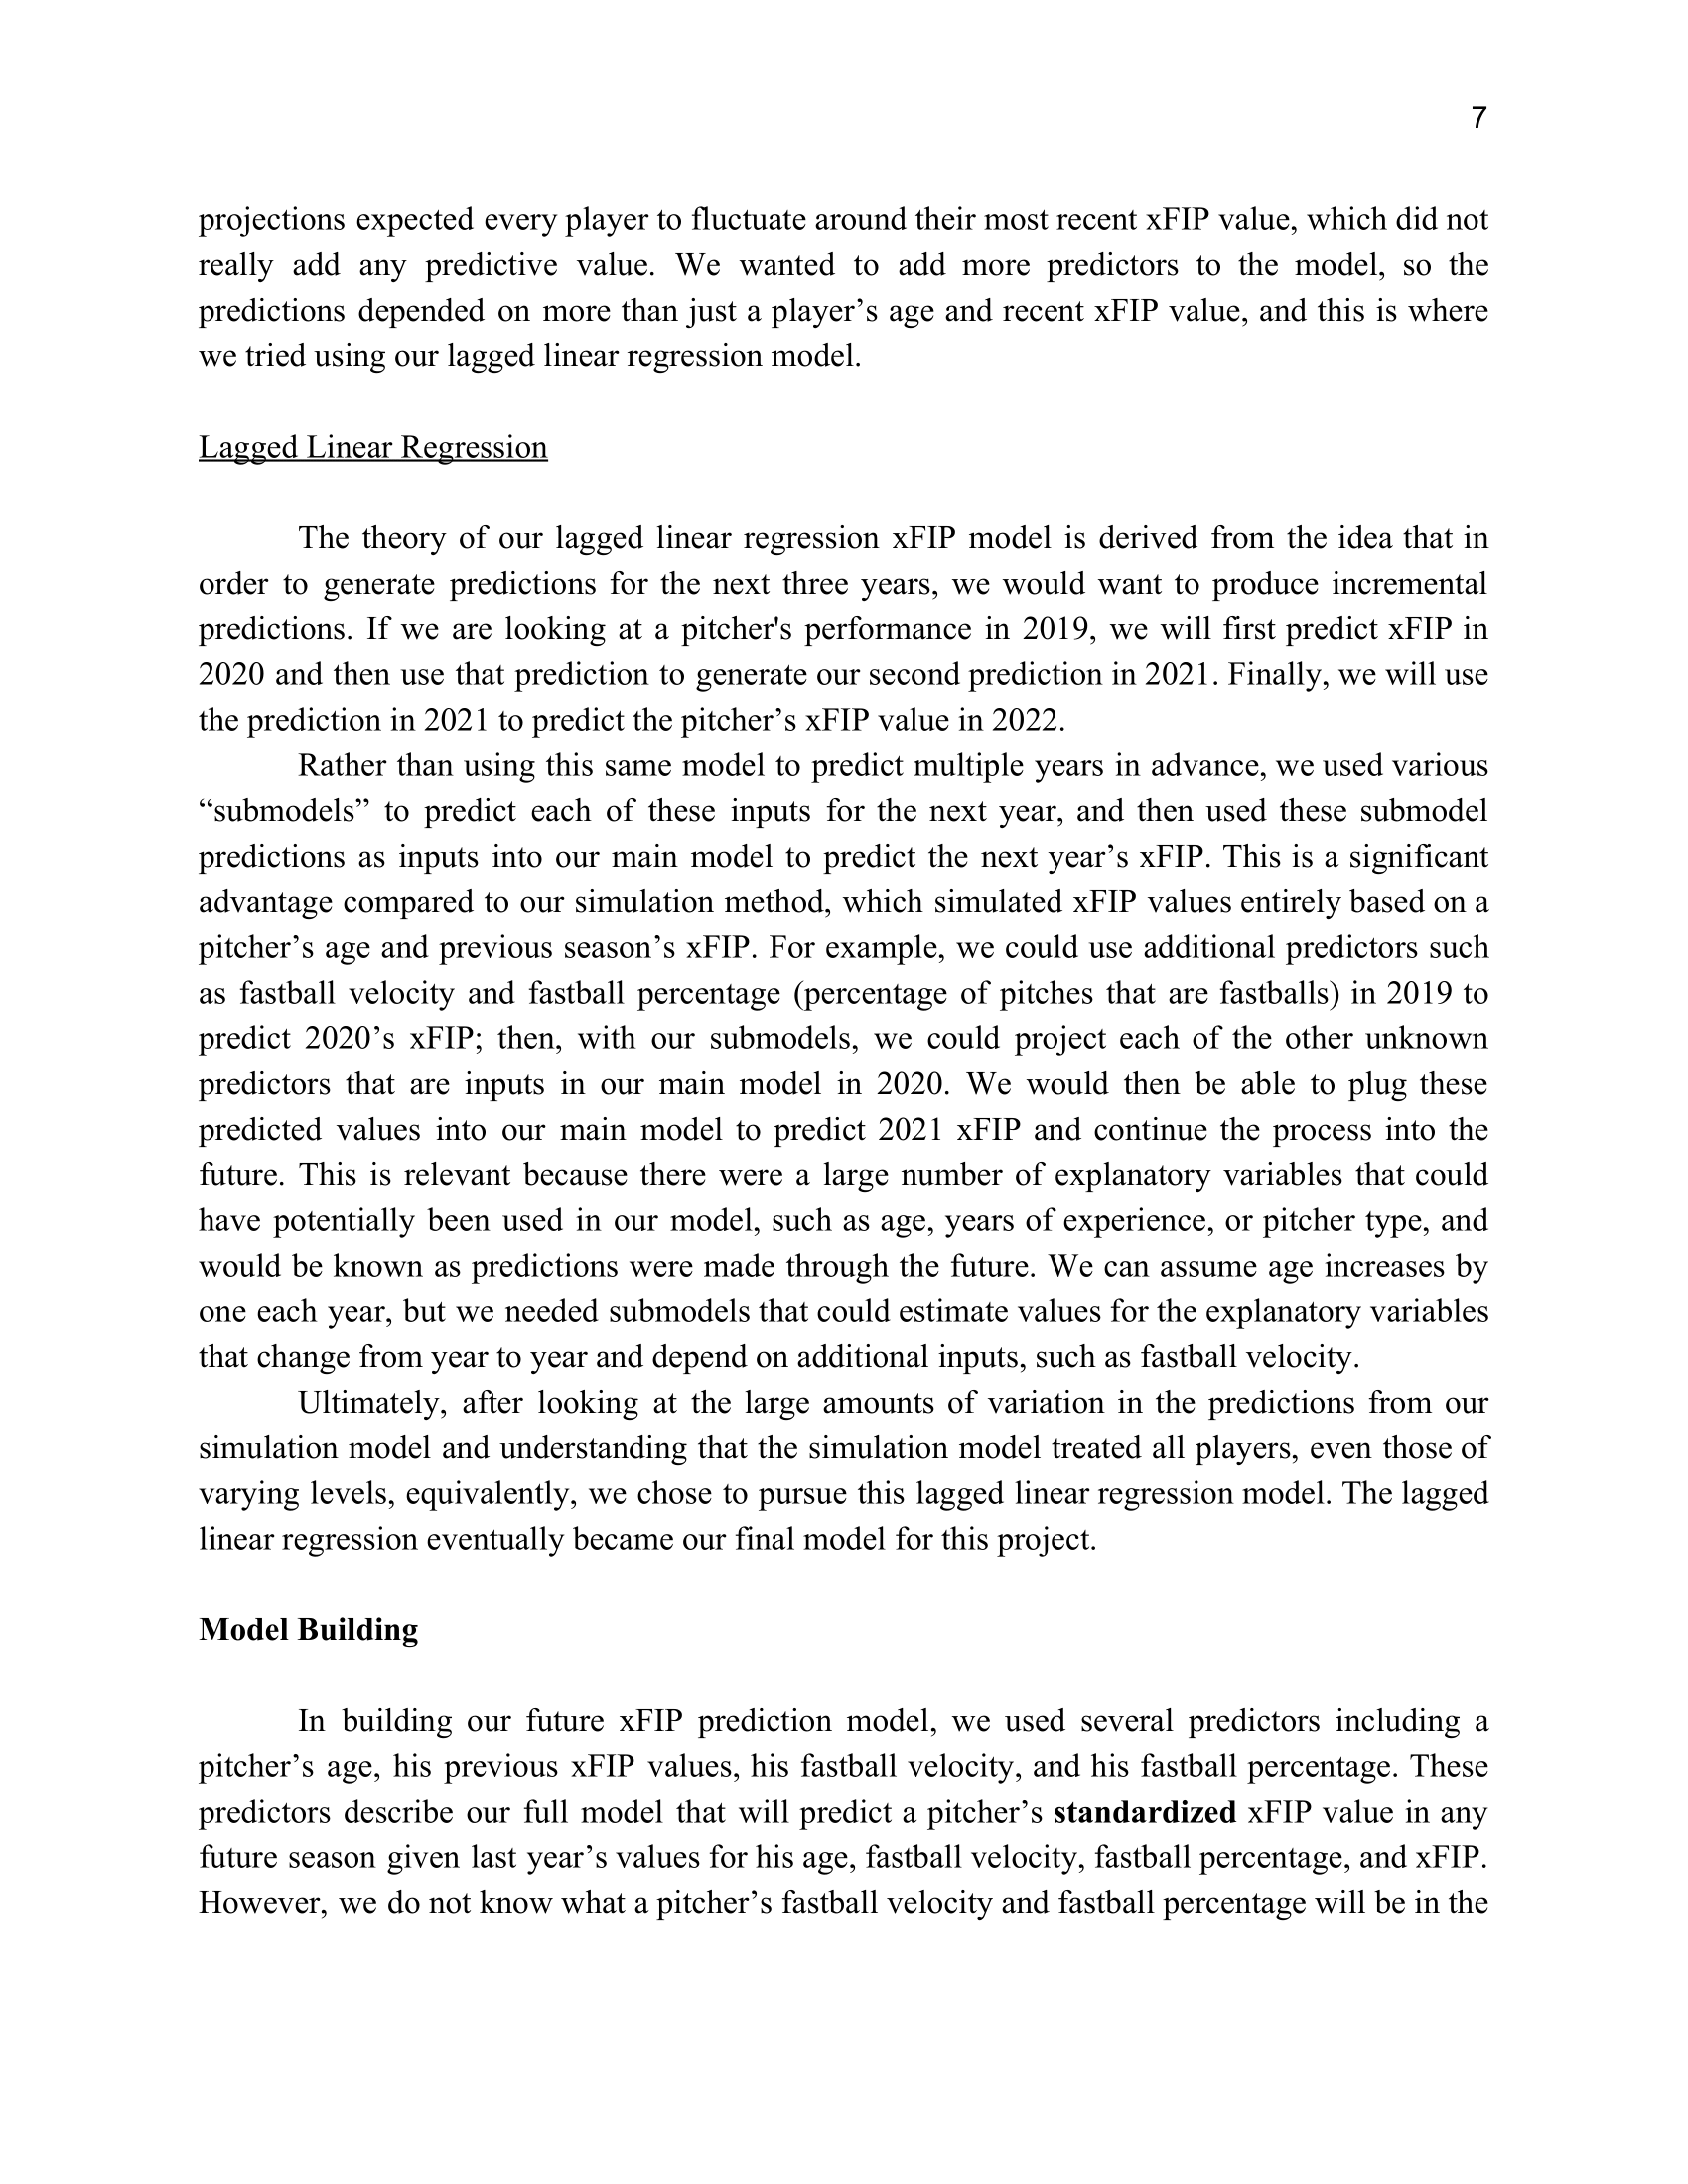 7
projections expected every player to fluctuate around their most recent xFIP value, which did not
really add any predictive value. We wanted to add more predictors to the model, so the
predictions depended on more than just a player’s age and recent xFIP value, and this is where
we tried using our lagged linear regression model.
Lagged Linear Regression
The theory of our lagged linear regression xFIP model is derived from the idea that in
order to generate predictions for the next three years, we would want to produce incremental
predictions. If we are looking at a pitcher's performance in 2019, we will first predict xFIP in
2020 and then use that prediction to generate our second prediction in 2021. Finally, we will use
the prediction in 2021 to predict the pitcher’s xFIP value in 2022.
Rather than using this same model to predict multiple years in advance, we used various
“submodels” to predict each of these inputs for the next year, and then used these submodel
predictions as inputs into our main model to predict the next year’s xFIP. This is a significant
advantage compared to our simulation method, which simulated xFIP values entirely based on a
pitcher’s age and previous season’s xFIP. For example, we could use additional predictors such
as fastball velocity and fastball percentage (percentage of pitches that are fastballs) in 2019 to
predict 2020’s xFIP; then, with our submodels, we could project each of the other unknown
predictors that are inputs in our main model in 2020. We would then be able to plug these
predicted values into our main model to predict 2021 xFIP and continue the process into the
future. This is relevant because there were a large number of explanatory variables that could
have potentially been used in our model, such as age, years of experience, or pitcher type, and
would be known as predictions were made through the future. We can assume age increases by
one each year, but we needed submodels that could estimate values for the explanatory variables
that change from year to year and depend on additional inputs, such as fastball velocity.
Ultimately, after looking at the large amounts of variation in the predictions from our
simulation model and understanding that the simulation model treated all players, even those of
varying levels, equivalently, we chose to pursue this lagged linear regression model. The lagged
linear regression eventually became our final model for this project.
Model Building
In building our future xFIP prediction model, we used several predictors including a
pitcher’s age, his previous xFIP values, his fastball velocity, and his fastball percentage. These
predictors describe our full model that will predict a pitcher’s standardized xFIP value in any
future season given last year’s values for his age, fastball velocity, fastball percentage, and xFIP.
However, we do not know what a pitcher’s fastball velocity and fastball percentage will be in the